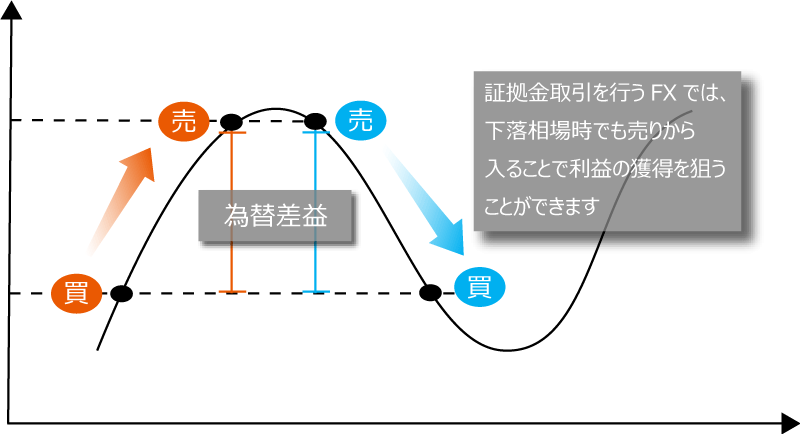 売
売
証拠金取引を行うFXでは、
下落相場時でも売りから
入ることで利益の獲得を狙う
ことができます
為替差益
買
買